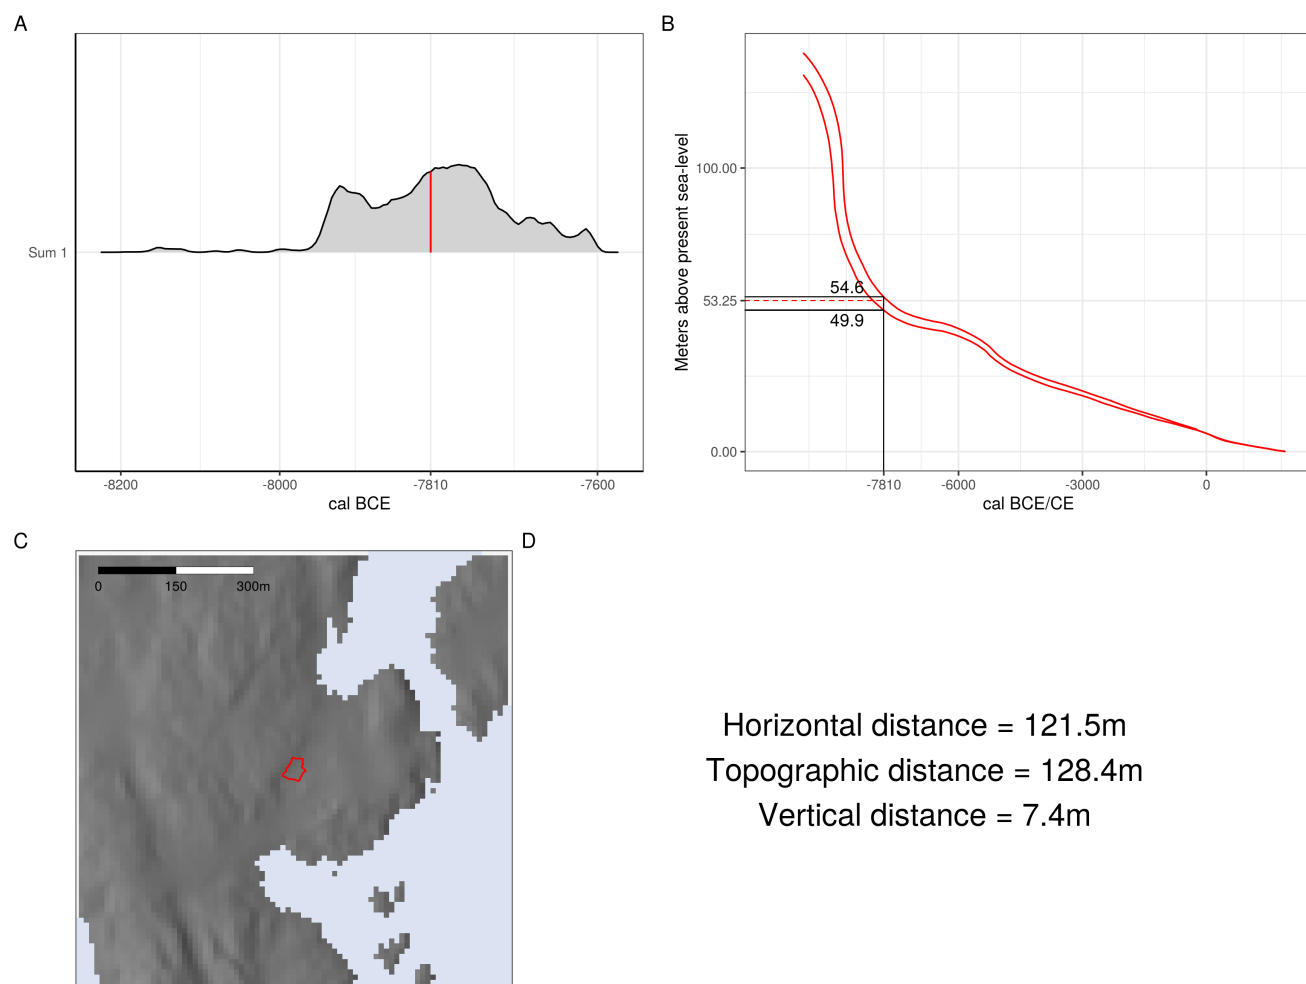 A
Sum 1
-8200
-8000
-7810
-7600
cal BCE
B
Meters above present sea-level
100.00
53.25
0.00
54.6
49.9
-7810
-6000
-3000
0
cal BCE/CE
C
0
150
300m
D
Horizontal distance = 121.5m
Topographic distance = 128.4m
Vertical distance = 7.4m